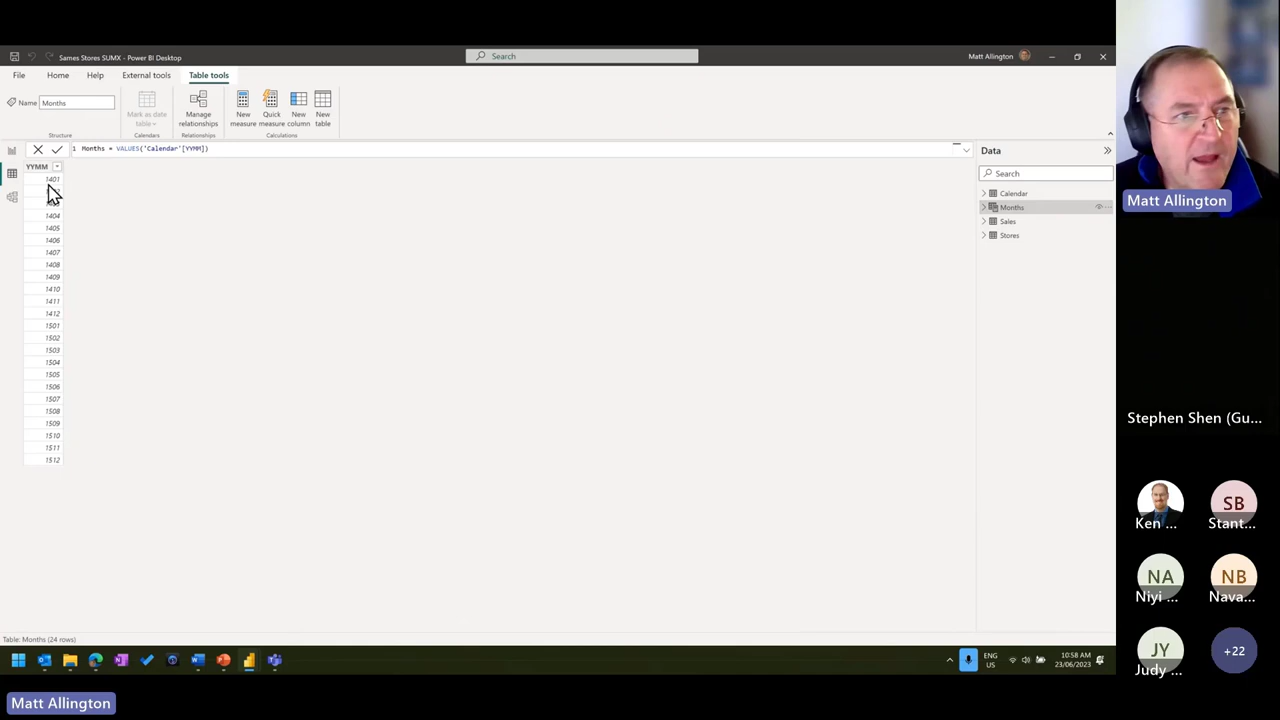 Sames Stores SUMX - Power BI Desktop
Search
Matt Allington
File
Home
Help
External tools
Table tools
Name
Months
Mark as date
table
Manage
relationships
New
measure
Quick
measure
New
column
New
table
Structure
Calendars
Relationships
Calculations
1 Months = VALUES('Calendar'[YYMM])
YYMM
1401
1404
1405
1406
1407
1408
1409
1410
1411
1412
1501
1502
1503
1504
1505
1506
1507
1508
1509
1510
1511
1512
Data
Search
Calendar
Months
Sales
Stores
Table: Months (24 rows)
ENG
US
10:58 AM
23/06/2023
Matt Allington
Matt Allington
Stephen Shen (Gu...
Ken ...
SB
Stant...
NA
Niyi ...
NB
Nava...
JY
Judy ...
+22